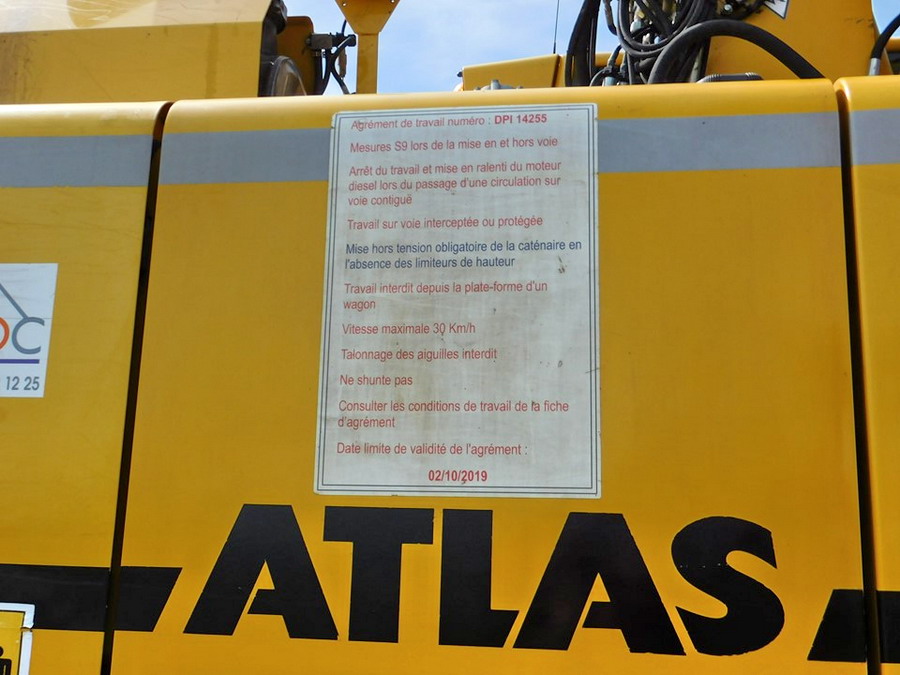 Agrément de travail numéro : DPI 14255
Mesures S9 lors de la mise en et hors voie
Arrêt du travail et mise en ralenti du moteur
diesel lors du passage d'une circulation sur
voie contiguë
Travail sur voie interceptée ou protégée
Mise hors tension obligatoire de la caténaire en
l'absence des limiteurs de hauteur
Travail interdit depuis la plate-forme d'un
wagon
Vitesse maximale 30 Km/h
Talonnage des aiguilles interdit
Ne shunte pas
Consulter les conditions de travail de la fiche
d'agrément
Date limite de validité de l'agrément :
02/10/2019
OC
12 25
ATLAS